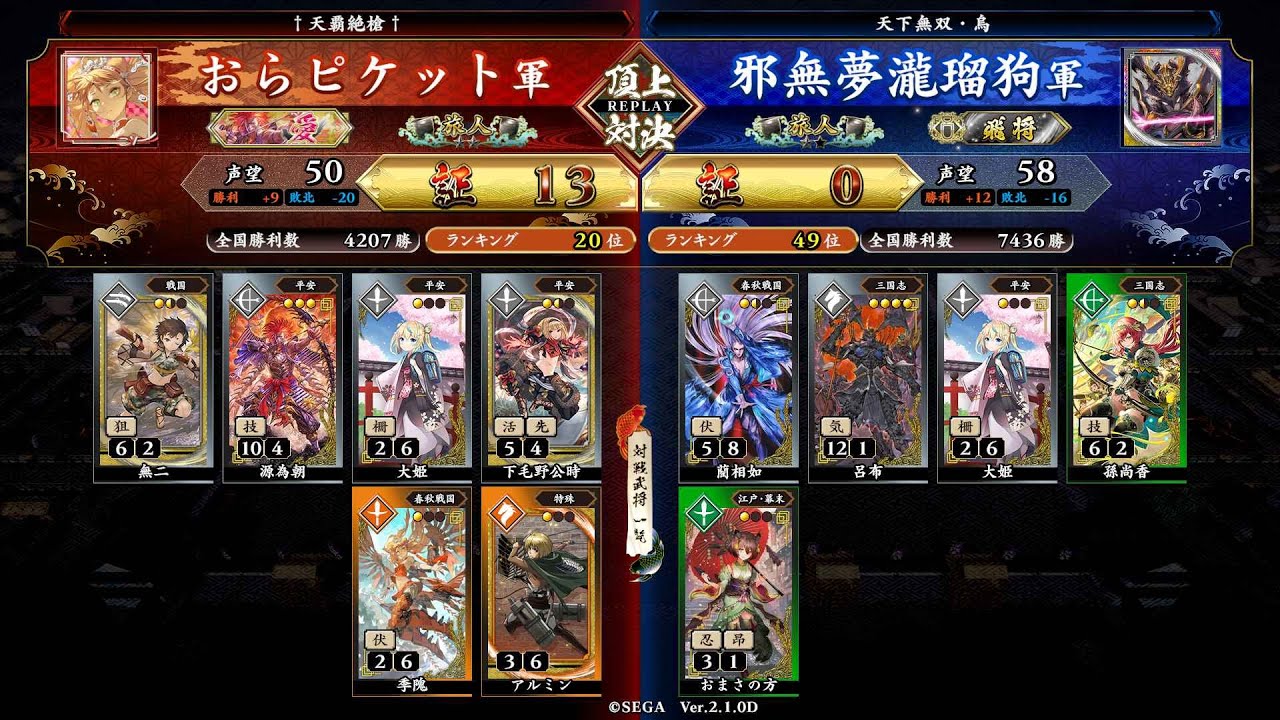 †天覇絶槍†
天下無双・烏
おらピケット軍
頂上
REPLAY
対決
邪無夢瀧瑠狗軍
愛
旅人
旅人
飛将
声望 50
勝利 +9 敗北 -20
証 13
証 0
声望 58
勝利 +12 敗北 -16
全国勝利数 4207勝
ランキング 20位
ランキング 49位
全国勝利数 7436勝
戦国
狙
6 2
無二
平安
技
10 4
源為朝
平安
柵
2 6
大姫
平安
活 先
5 4
下毛野公時
春秋戦国
伏
5 8
藺相如
三国志
気
12 1
呂布
平安
柵
2 6
大姫
三国志
技
6 2
孫尚香
対戦武将一覧
春秋戦国
伏
2 6
季隗
特殊
3 6
アルミン
江戸・幕末
忍 昂
3 1
おまさの方
©SEGA Ver.2.1.0D